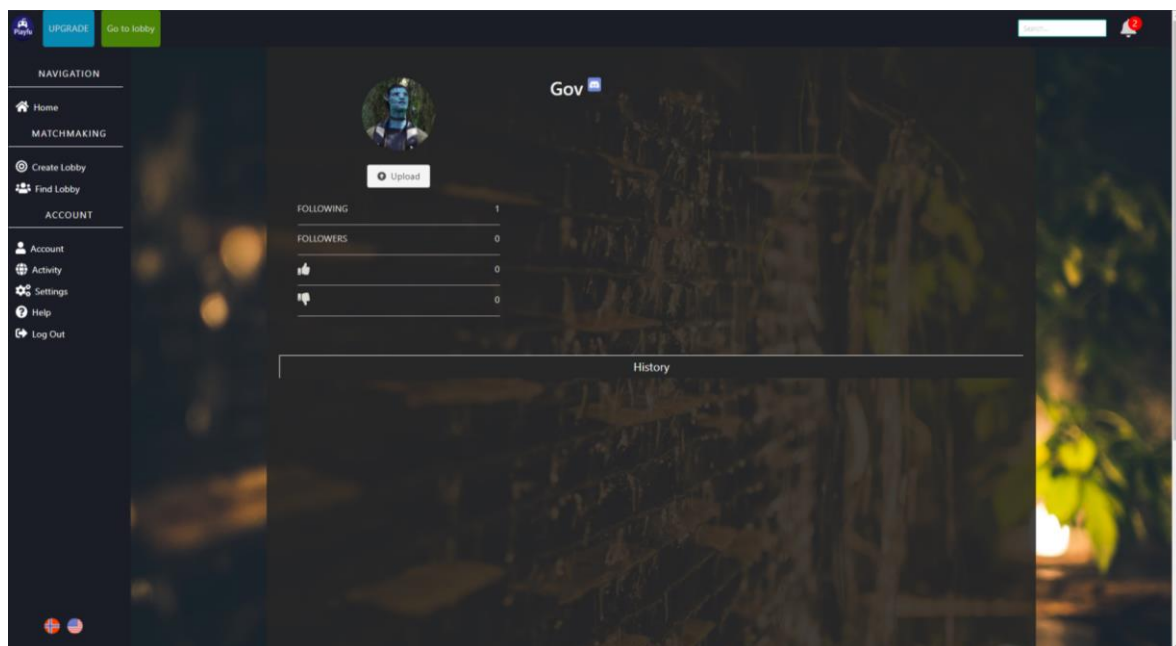 Playfu
UPGRADE
Go to lobby
Search...
2
NAVIGATION
Home
MATCHMAKING
Create Lobby
Find Lobby
ACCOUNT
Account
Activity
Settings
Help
Log Out
Gov
Upload
FOLLOWING 1
FOLLOWERS 0
0
0
History